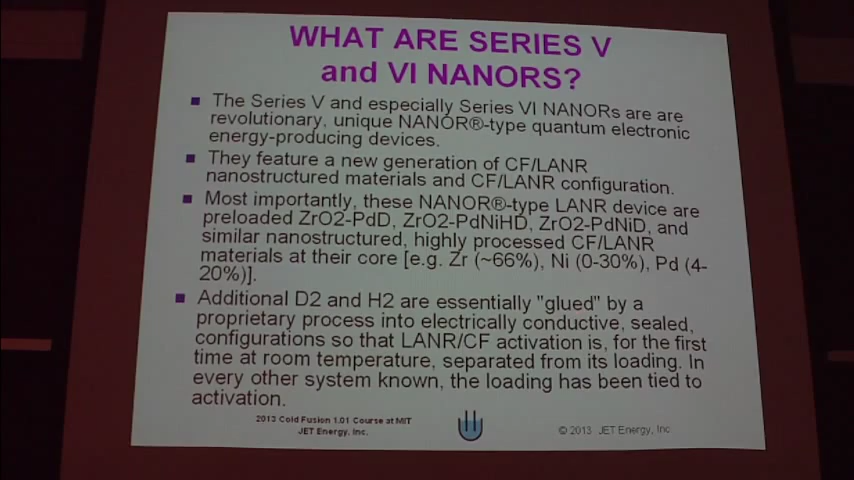 WHAT ARE SERIES V
and VI NANORS?
The Series V and especially Series VI NANORs are are
revolutionary, unique NANOR®-type quantum electronic
energy-producing devices.
They feature a new generation of CF/LANR
nanostructured materials and CF/LANR configuration.
Most importantly, these NANOR®-type LANR device are
preloaded ZrO2-PdD, ZrO2-PdNiHD, ZrO2-PdNiD, and
similar nanostructured, highly processed CF/LANR
materials at their core [e.g. Zr (~66%), Ni (0-30%), Pd (4-
20%)].
Additional D2 and H2 are essentially "glued" by a
proprietary process into electrically conductive, sealed,
configurations so that LANR/CF activation is, for the first
time at room temperature, separated from its loading. In
every other system known, the loading has been tied to
activation.
2013 Cold Fusion 1.01 Course at MIT
JET Energy, Inc.
© 2013 JET Energy, Inc